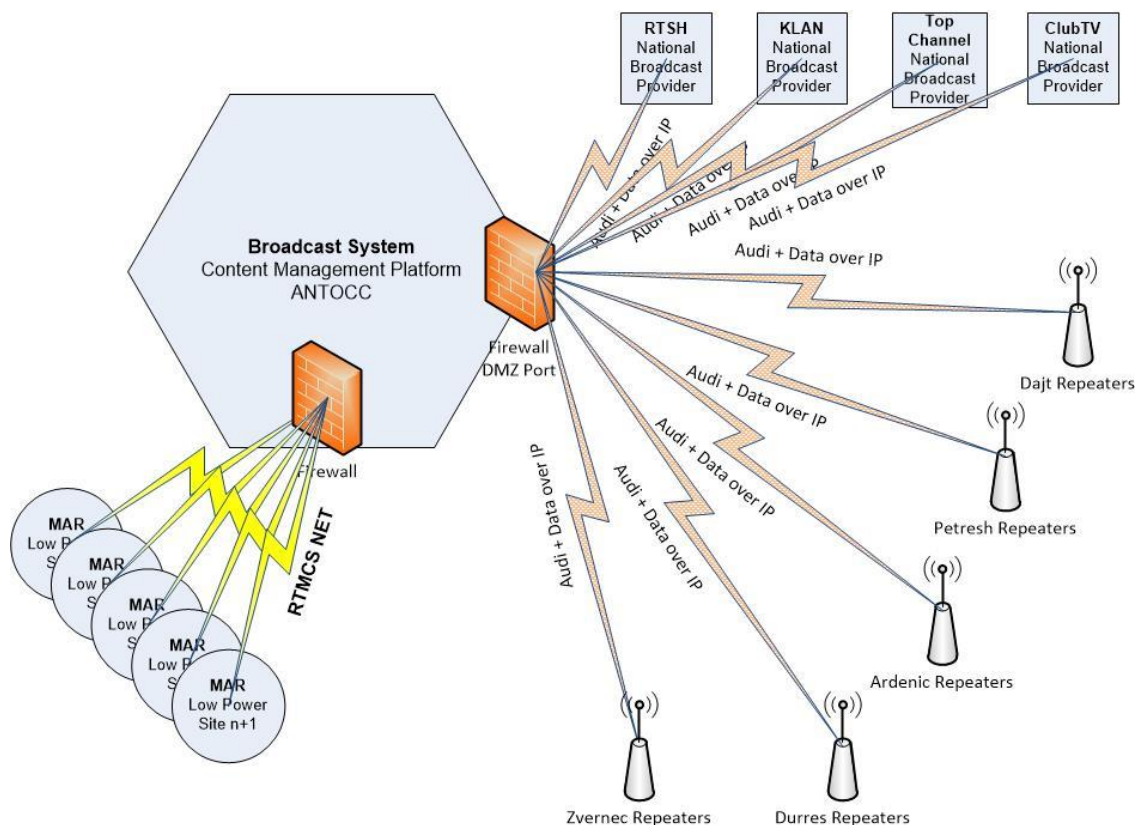 RTSH
National
Broadcast
Provider
KLAN
National
Broadcast
Provider
Top
Channel
National
Broadcast
Provider
ClubTV
National
Broadcast
Provider
Audi + Data over IP
Audi + Data over IP
Audi + Data over IP
Audi + Data over IP
Audi + Data over IP
Broadcast System
Content Management Platform
ANTOCC
Firewall
DMZ Port
Dajt Repeaters
Audi + Data over IP
Audi + Data over IP
Audi + Data over IP
Audi + Data over IP
Firewall
Petresh Repeaters
RTMCS NET
MAR
Low P
S
MAR
Low P
S
MAR
Low P
S
MAR
Low P
S
MAR
Low Power
Site n+1
Ardenic Repeaters
Zvernec Repeaters
Durres Repeaters